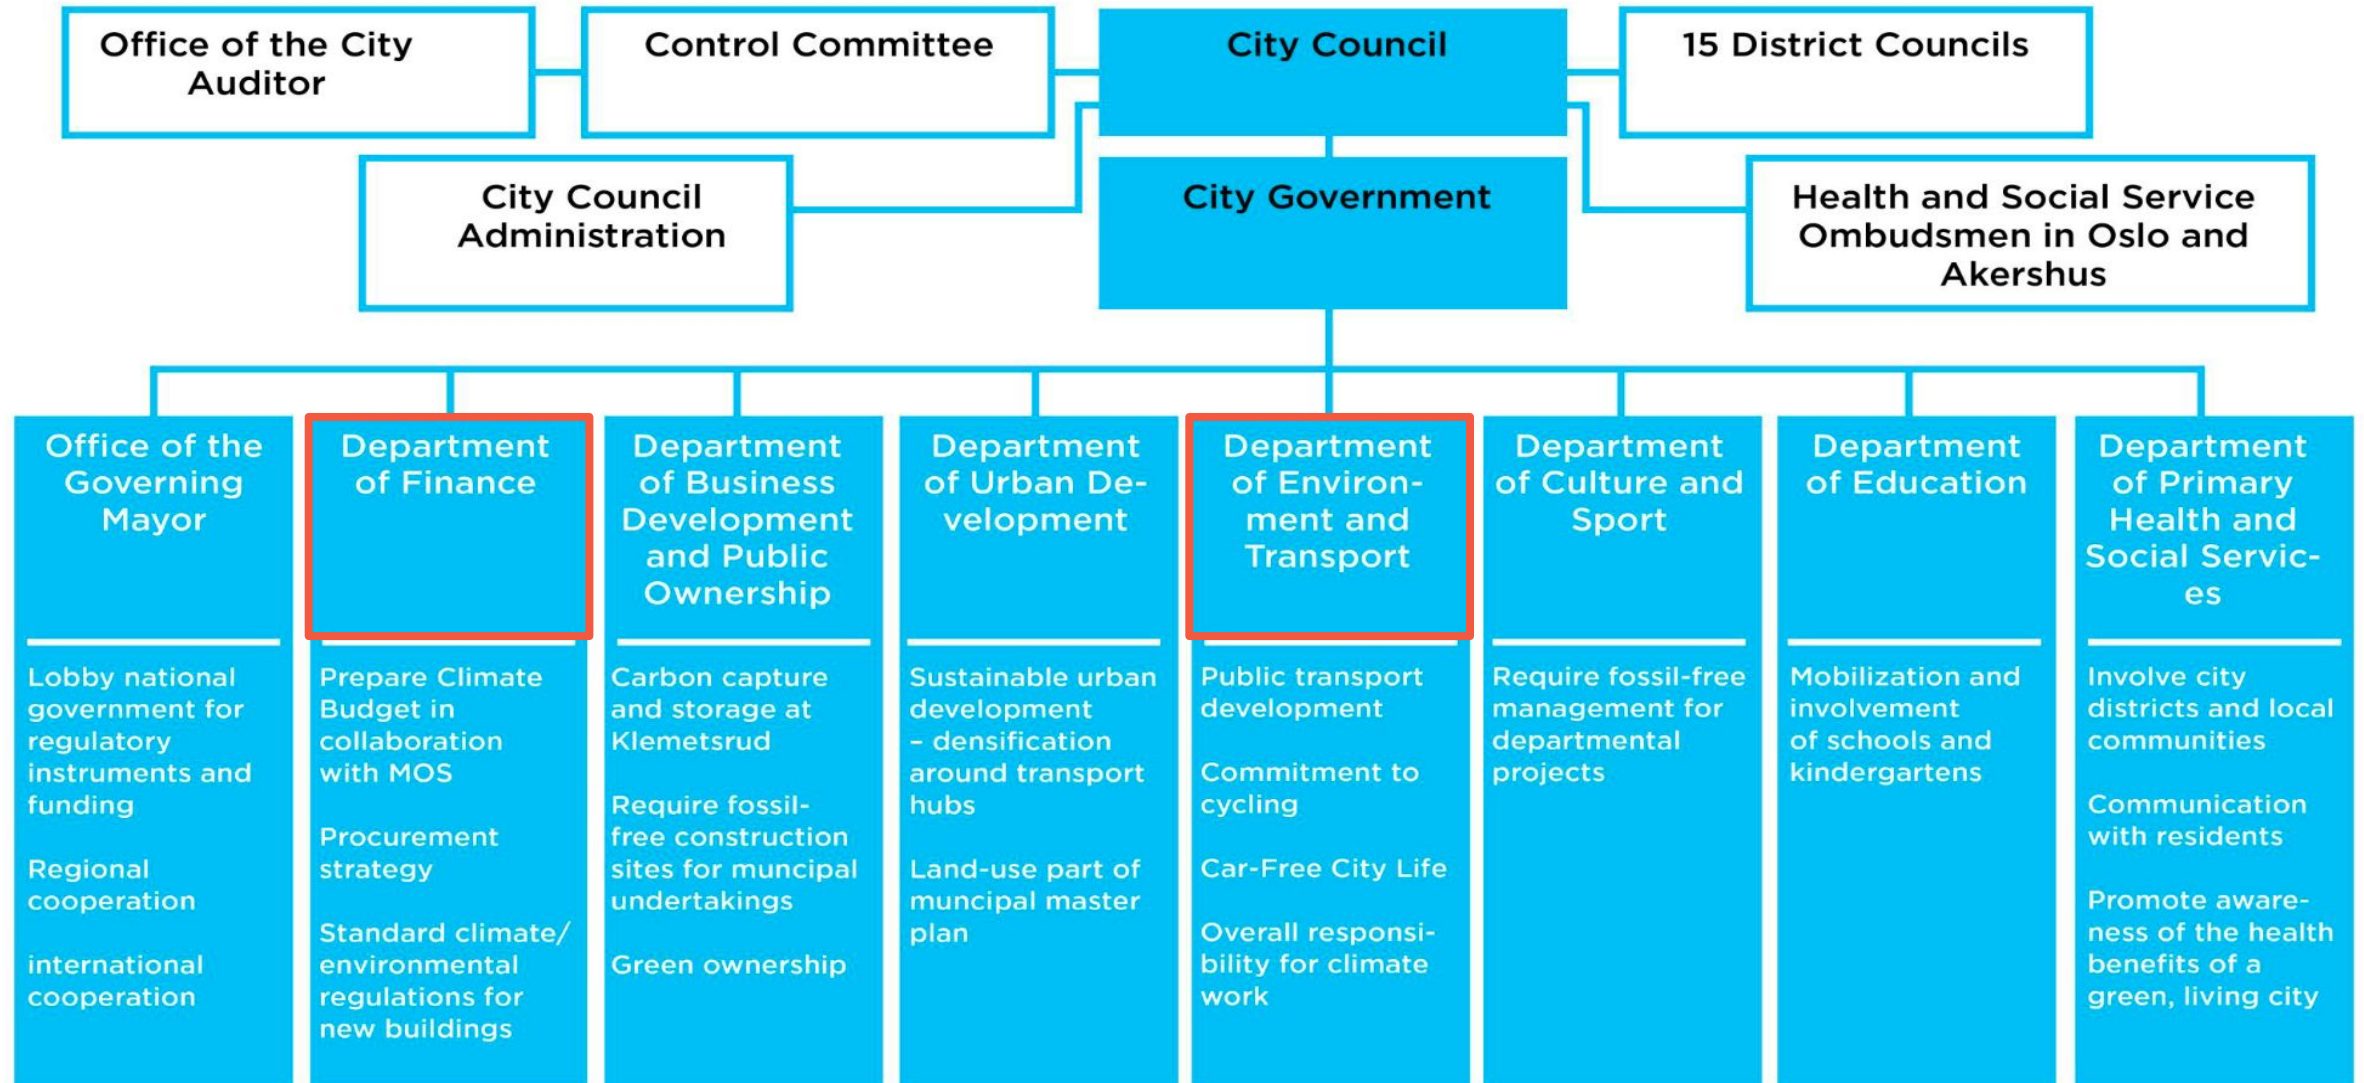 Office of the City
Auditor
Control Committee
City Council
15 District Councils
City Council
Administration
City Government
Health and Social Service
Ombudsmen in Oslo and
Akershus
Office of the
Governing
Mayor
Lobby national
government for
regulatory
instruments and
funding
Regional
cooperation
international
cooperation
Department
of Finance
Prepare Climate
Budget in
collaboration
with MOS
Procurement
strategy
Standard climate/
environmental
regulations for
new buildings
Department
of Business
Development
and Public
Ownership
Carbon capture
and storage at
Klemetsrud
Require fossil-
free construction
sites for muncipal
undertakings
Green ownership
Department
of Urban De-
velopment
Sustainable urban
development
– densification
around transport
hubs
Land-use part of
muncipal master
plan
Department
of Environ-
ment and
Transport
Public transport
development
Commitment to
cycling
Car-Free City Life
Overall responsi-
bility for climate
work
Department
of Culture and
Sport
Require fossil-free
management for
departmental
projects
Department
of Education
Mobilization and
involvement
of schools and
kindergartens
Department
of Primary
Health and
Social Servic-
es
Involve city
districts and local
communities
Communication
with residents
Promote aware-
ness of the health
benefits of a
green, living city